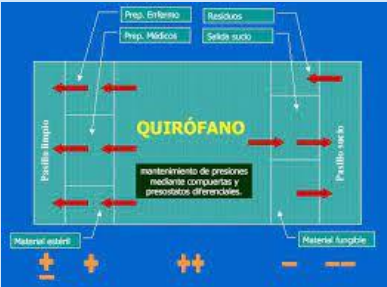 Prep. Enfermo
Residuos
Prep. Médicos
Salida sucio
Pasillo limpio
QUIRÓFANO
Pasillo sucio
mantenimiento de presiones
mediante compuertas y
presostatos diferenciales.
Material estéril
Material fungible
± + ++ - --